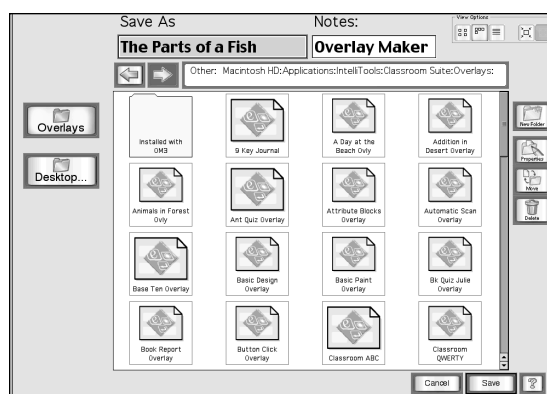 Save As
Notes:
View Options
The Parts of a Fish
Overlay Maker
Other: Macintosh HD:Applications:IntelliTools:Classroom Suite:Overlays:
Overlays
Desktop...
Installed with
OM3
9 Key Journal
A Day at the
Beach Ovly
Addition in
Desert Overlay
Animals in Forest
Ovly
Ant Quiz Overlay
Attribute Blocks
Overlay
Automatic Scan
Overlay
Base Ten Overlay
Basic Design
Overlay
Basic Paint
Overlay
Bk Quiz Julie
Overlay
Book Report
Overlay
Button Click
Overlay
Classroom ABC
Classroom
QWERTY
New Folder
Properties
Move
Delete
Cancel
Save
?